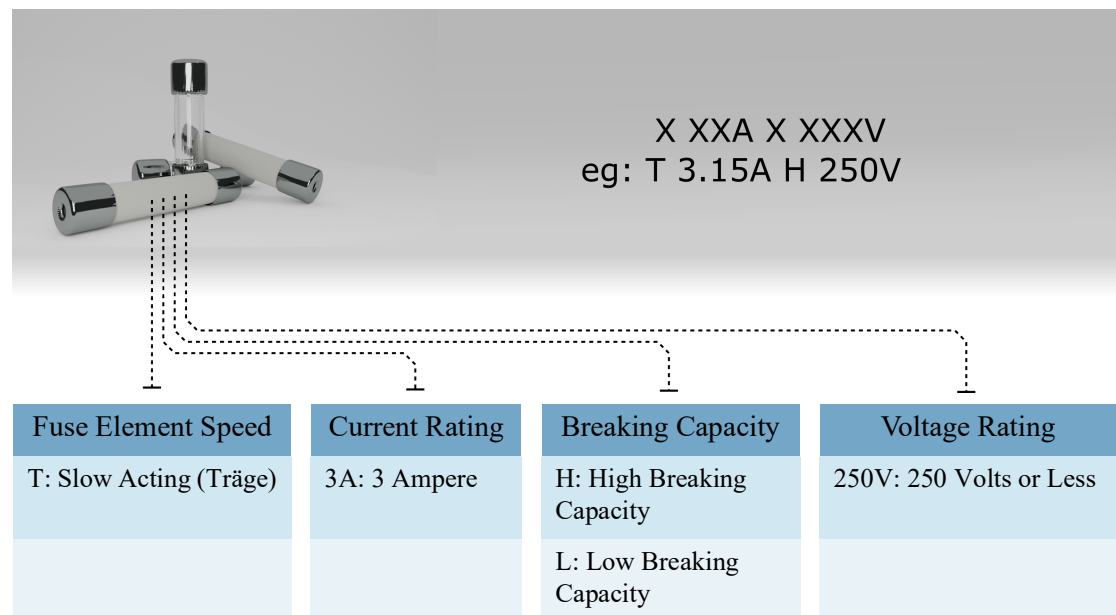 X XXA X XXXV
eg: T 3.15A H 250V
Fuse Element Speed
T: Slow Acting (Träge)
Current Rating
3A: 3 Ampere
Breaking Capacity
H: High Breaking
Capacity
L: Low Breaking
Capacity
Voltage Rating
250V: 250 Volts or Less